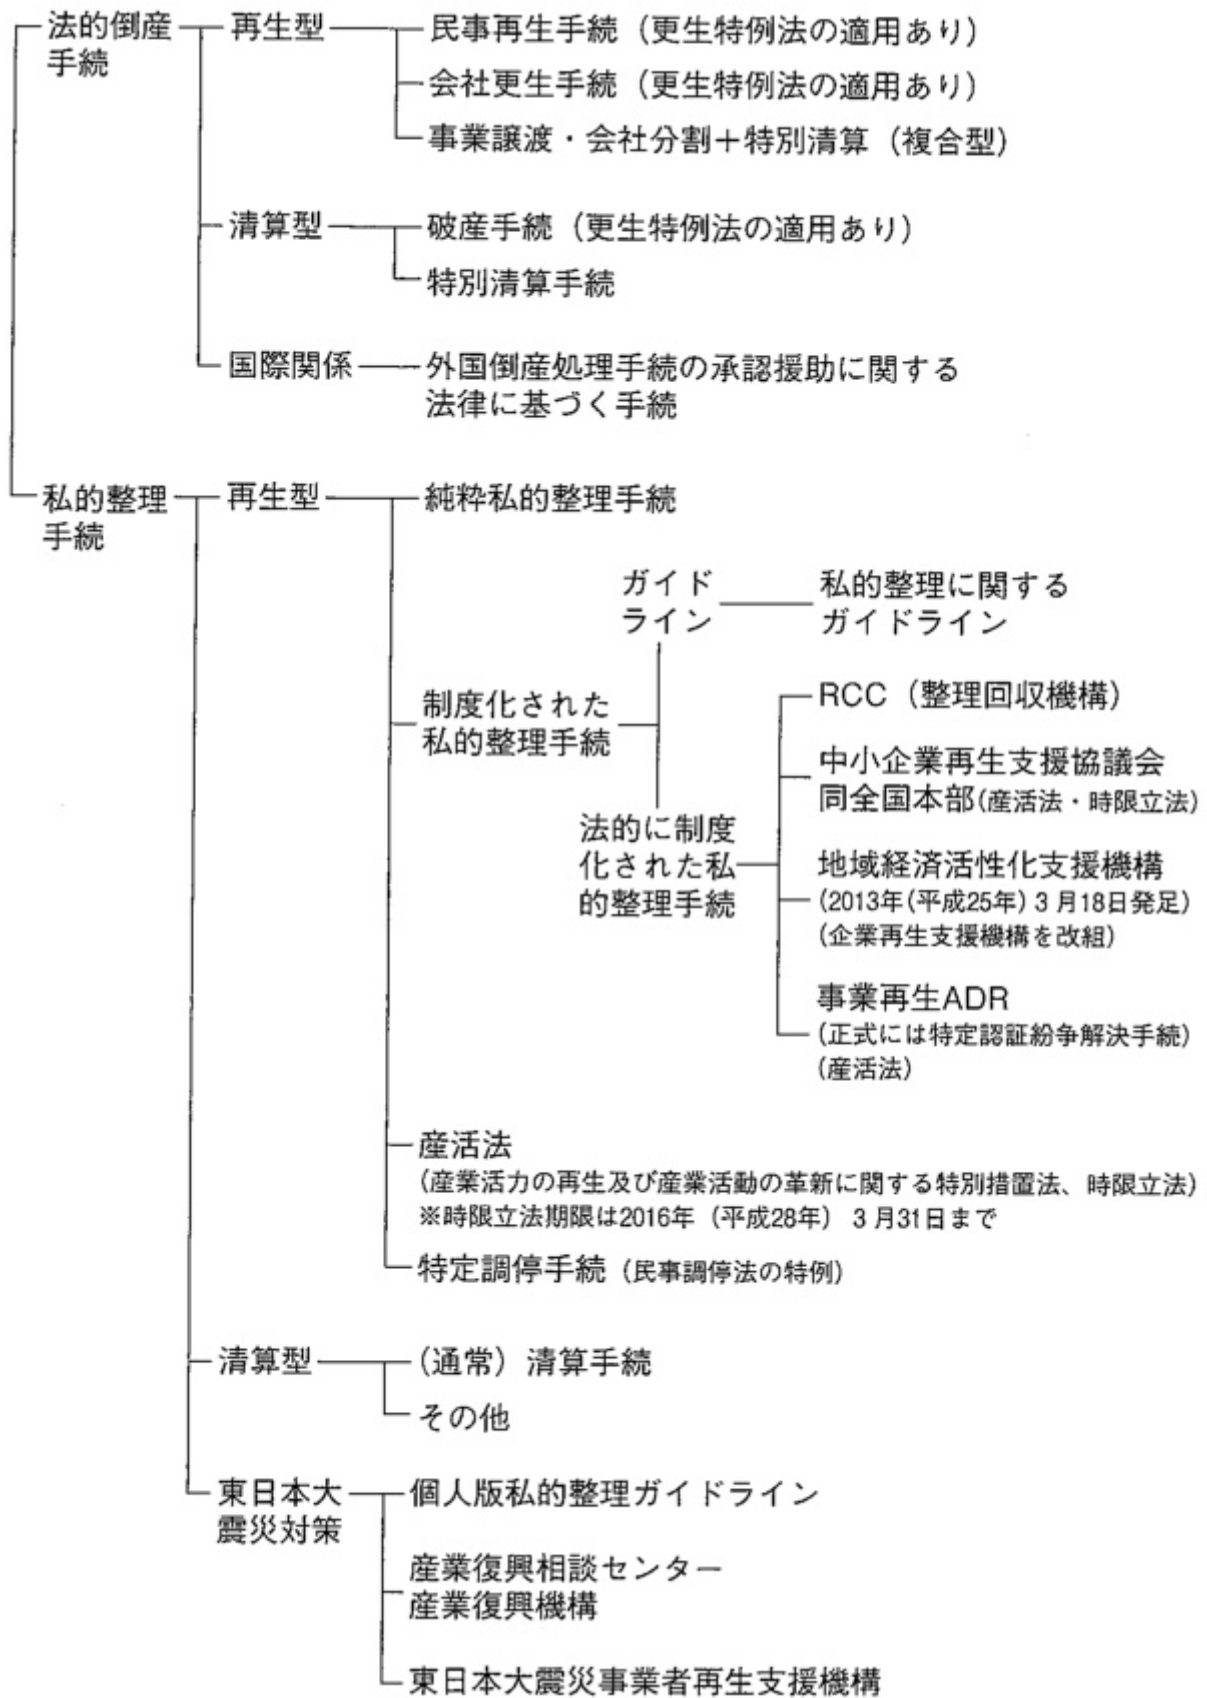 法的倒産
手続
再生型
民事再生手続（更生特例法の適用あり）
会社更生手続（更生特例法の適用あり）
事業譲渡・会社分割＋特別清算（複合型）
清算型
破産手続（更生特例法の適用あり）
特別清算手続
国際関係
外国倒産処理手続の承認援助に関する
法律に基づく手続
私的整理
手続
再生型
純粋私的整理手続
制度化された
私的整理手続
ガイド
ライン
私的整理に関する
ガイドライン
法的に制度
化された私
的整理手続
RCC（整理回収機構）
中小企業再生支援協議会
同全国本部(産活法・時限立法)
地域経済活性化支援機構
(2013年(平成25年) 3 月18日発足)
(企業再生支援機構を改組)
事業再生ADR
(正式には特定認証紛争解決手続)
(産活法)
産活法
(産業活力の再生及び産業活動の革新に関する特別措置法、時限立法)
※時限立法期限は2016年（平成28年） 3 月31日まで
特定調停手続（民事調停法の特例）
清算型
（通常）清算手続
その他
東日本大
震災対策
個人版私的整理ガイドライン
産業復興相談センター
産業復興機構
東日本大震災事業者再生支援機構